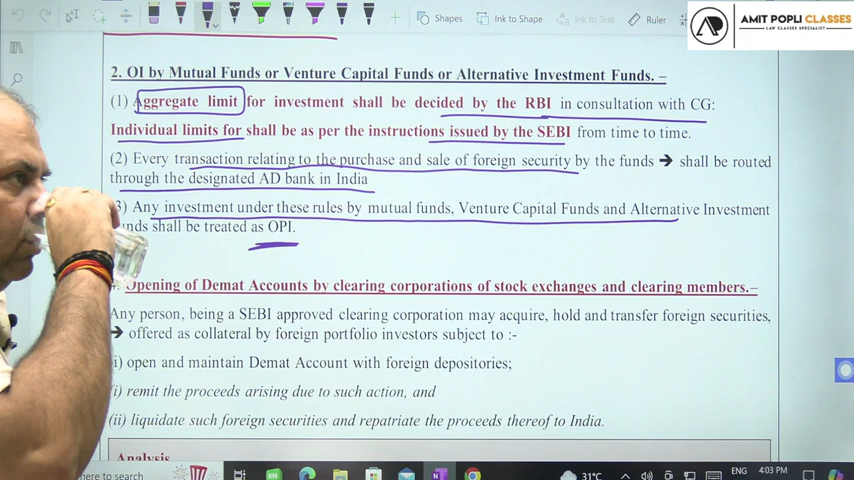 Shapes
Ink to Shape
Ink to Text
Ruler
AMIT POPLI CLASSES
LAW CLASSES SPECIALIST
2. OI by Mutual Funds or Venture Capital Funds or Alternative Investment Funds. –
(1) Aggregate limit for investment shall be decided by the RBI in consultation with CG:
Individual limits for shall be as per the instructions issued by the SEBI from time to time.
(2) Every transaction relating to the purchase and sale of foreign security by the funds ➔ shall be routed
through the designated AD bank in India
3) Any investment under these rules by mutual funds, Venture Capital Funds and Alternative Investment
unds shall be treated as OPI.
Opening of Demat Accounts by clearing corporations of stock exchanges and clearing members.–
Any person, being a SEBI approved clearing corporation may acquire, hold and transfer foreign securities,
➔ offered as collateral by foreign portfolio investors subject to :-
(i) open and maintain Demat Account with foreign depositories;
(i) remit the proceeds arising due to such action, and
(ii) liquidate such foreign securities and repatriate the proceeds thereof to India.
Analysis
here to search
31°C
ENG
4:03 PM